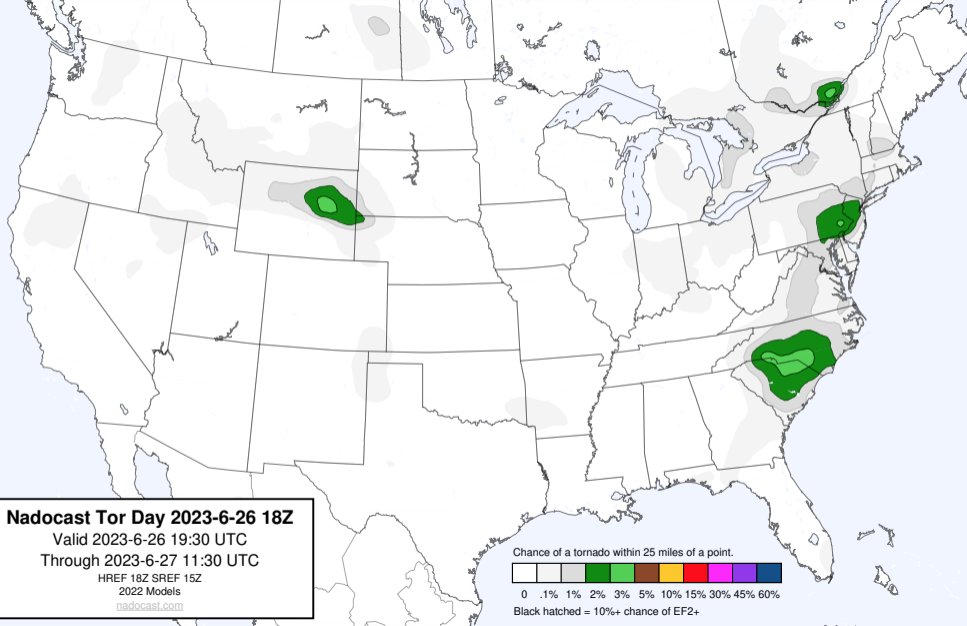 Nadocast Tor Day 2023-6-26 18Z
Valid 2023-6-26 19:30 UTC
Through 2023-6-27 11:30 UTC
HREF 18Z SREF 15Z
2022 Models
nadocast.com
Chance of a tornado within 25 miles of a point.
0 .1% 1% 2% 3% 5% 10% 15% 30% 45% 60%
Black hatched = 10%+ chance of EF2+